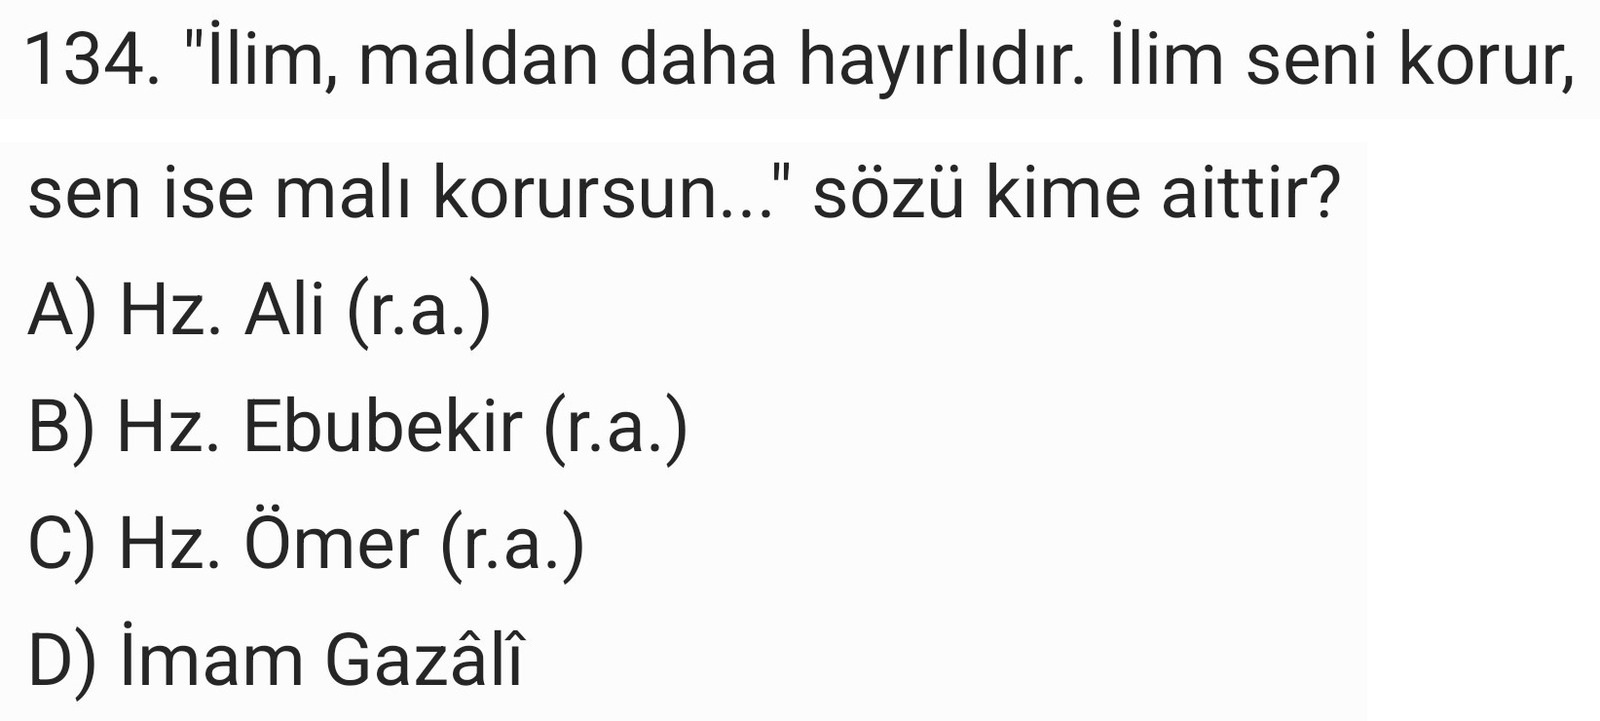 134. "İlim, maldan daha hayırlıdır. İlim seni korur,
sen ise malı korursun..." sözü kime aittir?
A) Hz. Ali (r.a.)
B) Hz. Ebubekir (r.a.)
C) Hz. Ömer (r.a.)
D) İmam Gazâlî